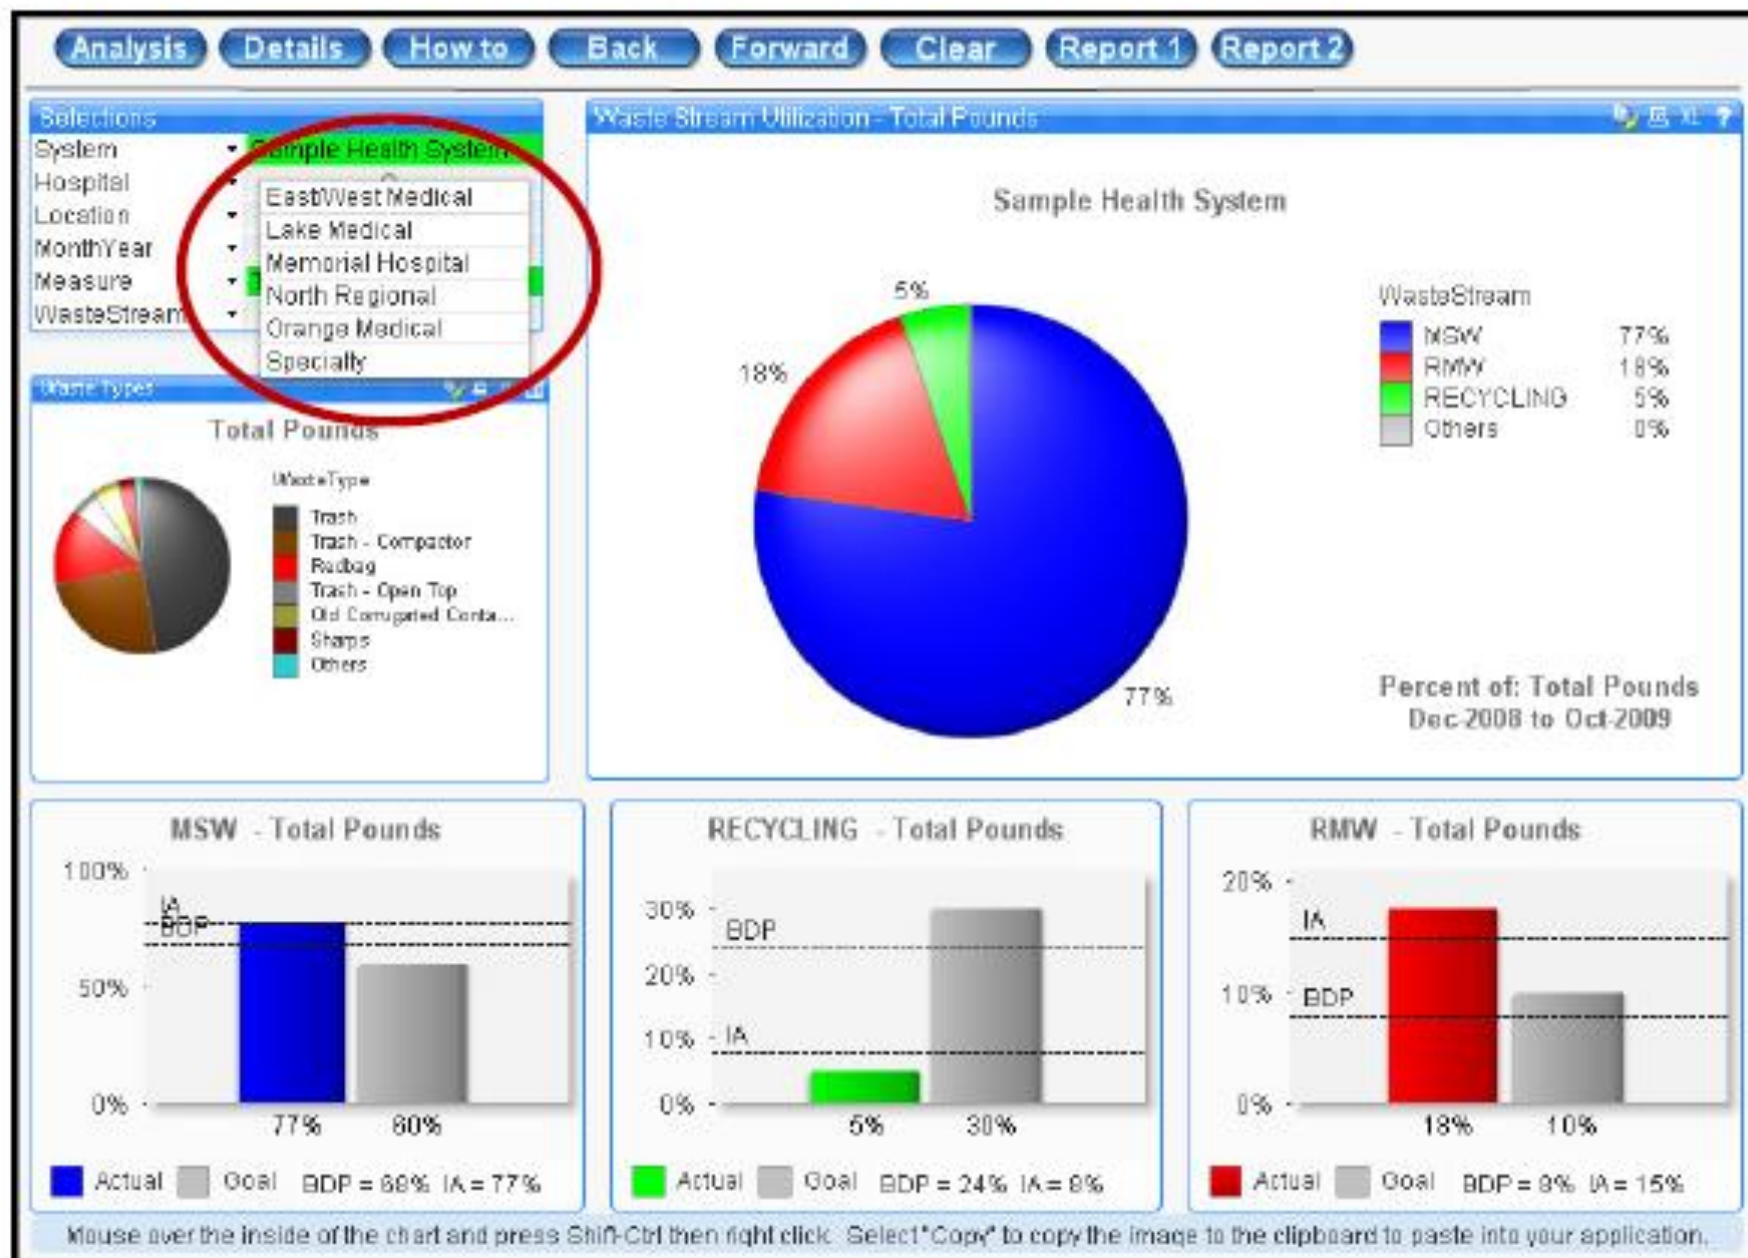 Analysis Details How to Back Forward Clear Report 1 Report 2
Selections
System Sample Health System
Hospital
Location
MonthYear
Measure
WasteStream
East/West Medical
Lake Medical
Memorial Hospital
North Regional
Orange Medical
Specialty
Waste Types
Total Pounds
WasteType
Trash
Trash - Compactor
Redbag
Trash - Open Top
Old Corrugated Conta...
Sharps
Others
Waste Stream Utilization - Total Pounds
XL ?
Sample Health System
5%
18%
77%
WasteStream
MSW 77%
RMW 18%
RECYCLING 5%
Others 0%
Percent of: Total Pounds
Dec-2008 to Oct-2009
MSW - Total Pounds
100%
IA
BDP
50%
0%
77% 60%
Actual Goal BDP = 68% IA = 77%
RECYCLING - Total Pounds
30%
BDP
20%
10%
IA
0%
5% 30%
Actual Goal BDP = 24% IA = 8%
RMW - Total Pounds
20%
IA
10%
BDP
0%
18% 10%
Actual Goal BDP = 8% IA = 15%
Mouse over the inside of the chart and press Shift-Ctrl then right click. Select "Copy" to copy the image to the clipboard to paste into your application.